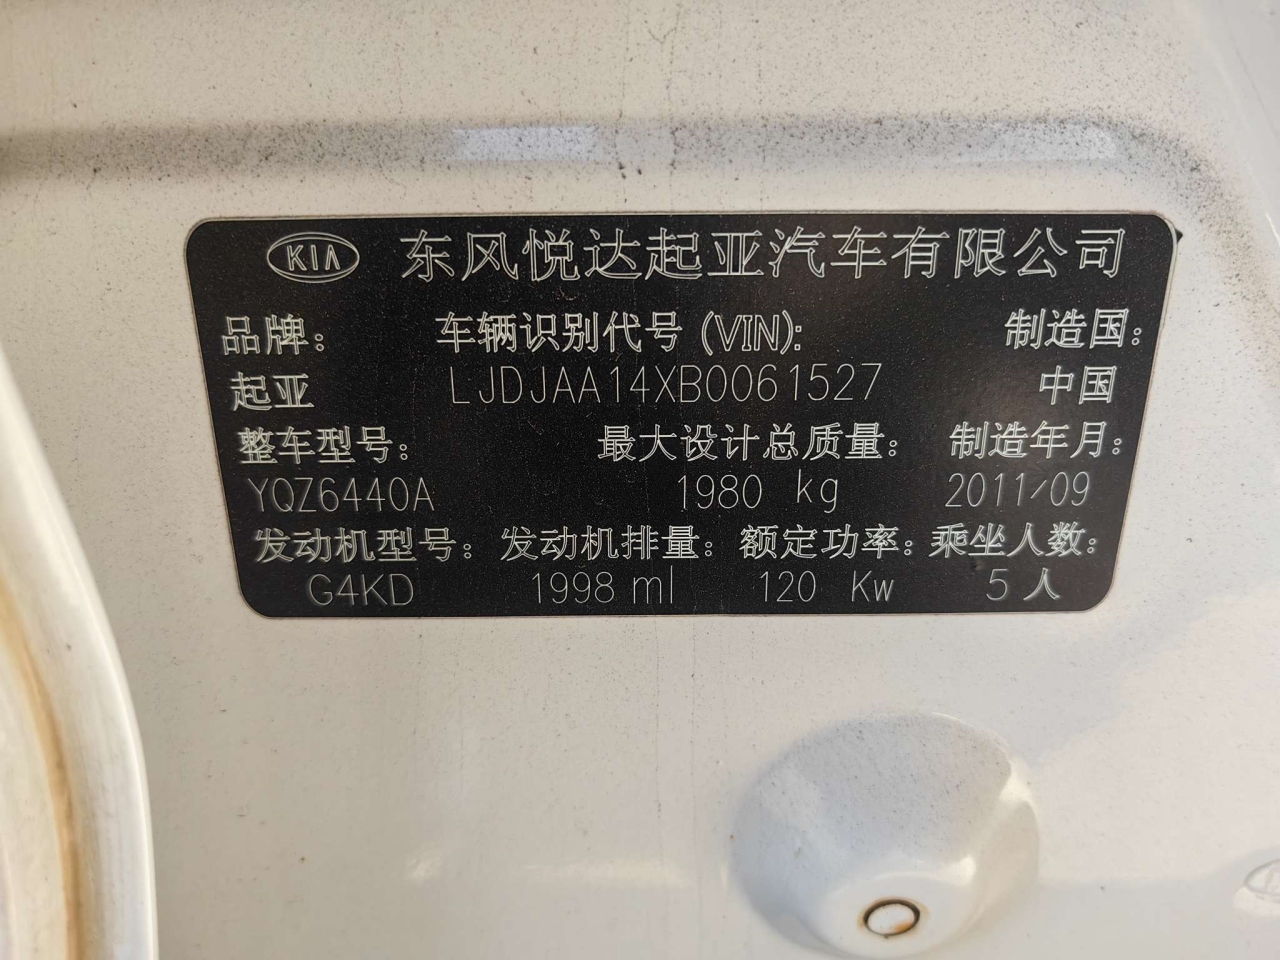 KIA 东风悦达起亚汽车有限公司
品牌: 车辆识别代号 (VIN): 制造国:
起亚 LJDJAA14XB0061527 中国
整车型号: 最大设计总质量: 制造年月:
YQZ6440A 1980 kg 2011/09
发动机型号: 发动机排量: 额定功率: 乘坐人数:
G4KD 1998 ml 120 Kw 5 人